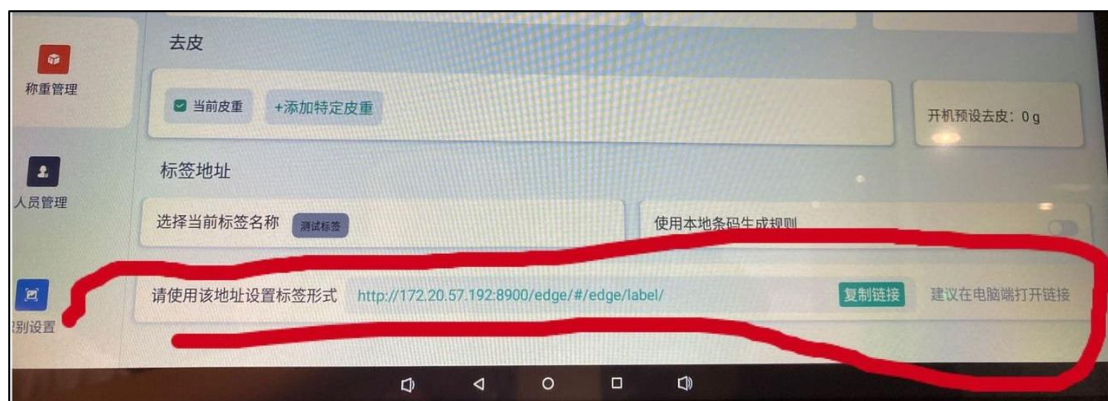 去皮
称重管理
当前皮重 +添加特定皮重
开机预设去皮：0 g
标签地址
人员管理
选择当前标签名称 测试标签 使用本地条码生成规则
请使用该地址设置标签形式 http://172.20.57.192:8900/edge/#/edge/label/ 复制链接 建议在电脑端打开链接
别设置